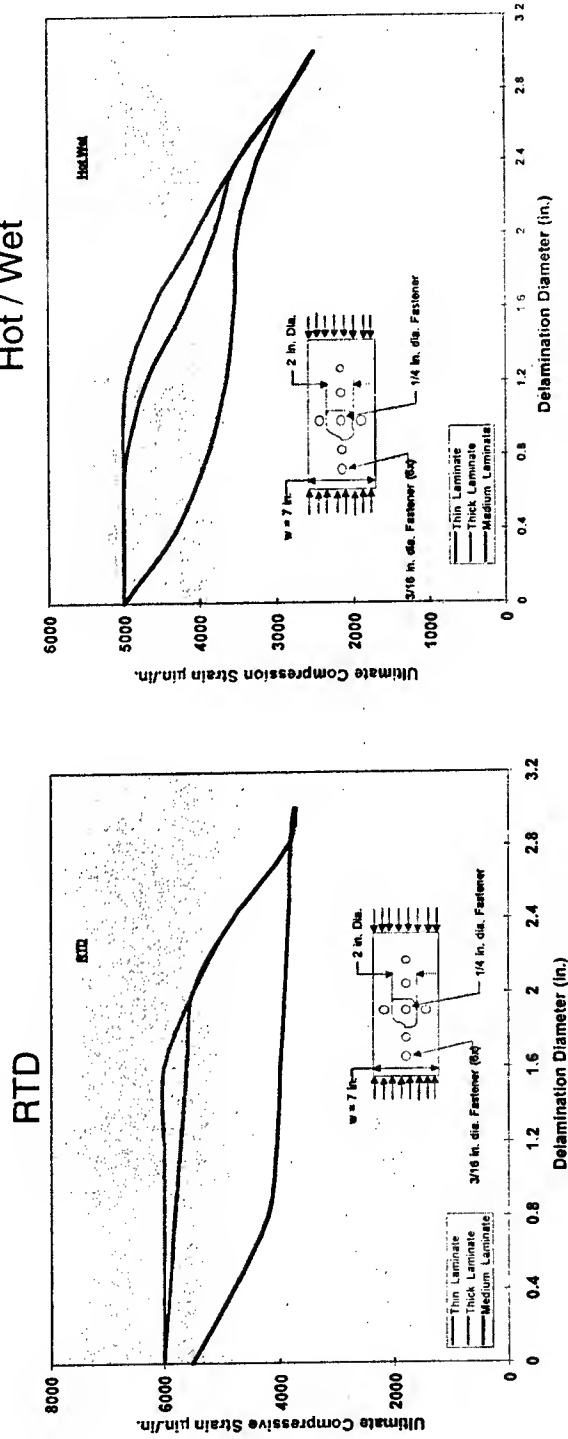 RTD
Ultimate Compressive Strain µin./in.
8000
6000
4000
2000
0
RTD
w = 7 in.
2 in. Dia.
3/16 in. dia. Fastener (6x)
1/4 in. dia. Fastener
Thin Laminate
Thick Laminate
Medium Laminate
0
0.4
0.8
1.2
1.6
2
2.4
2.8
3.2
Delamination Diameter (in.)
Hot / Wet
Ultimate Compression Strain µin./in.
6000
5000
4000
3000
2000
1000
0
Hot Wet
w = 7 in.
2 in. Dia.
3/16 in. dia. Fastener (6x)
1/4 in. dia. Fastener
Thin Laminate
Thick Laminate
Medium Laminate
0
0.4
0.8
1.2
1.6
2
2.4
2.8
3.2
Delamination Diameter (in.)